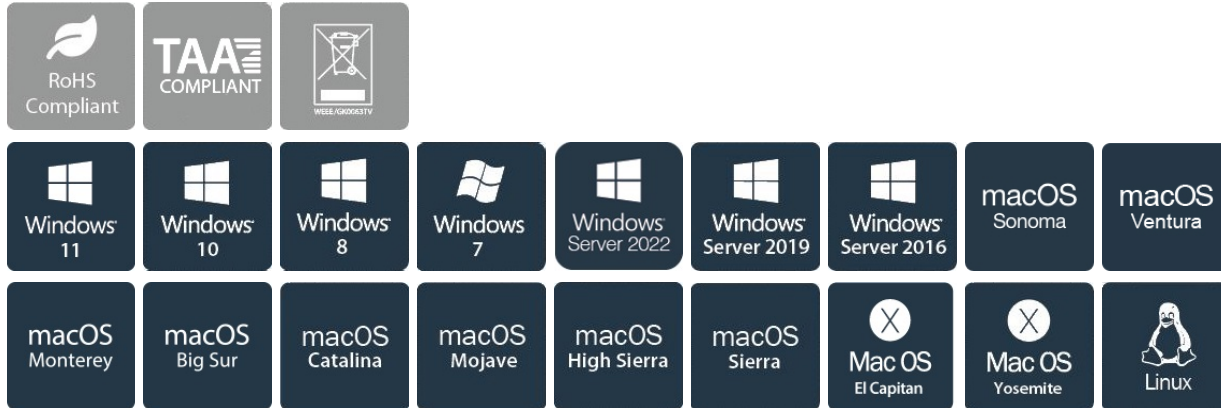 RoHS
Compliant
TAA
COMPLIANT
WEEE/GK0063TV
Windows
11
Windows
10
Windows
8
Windows
7
Windows
Server 2022
Windows
Server 2019
Windows
Server 2016
macOS
Sonoma
macOS
Ventura
macOS
Monterey
macOS
Big Sur
macOS
Catalina
macOS
Mojave
macOS
High Sierra
macOS
Sierra
X
Mac OS
El Capitan
X
Mac OS
Yosemite
Linux